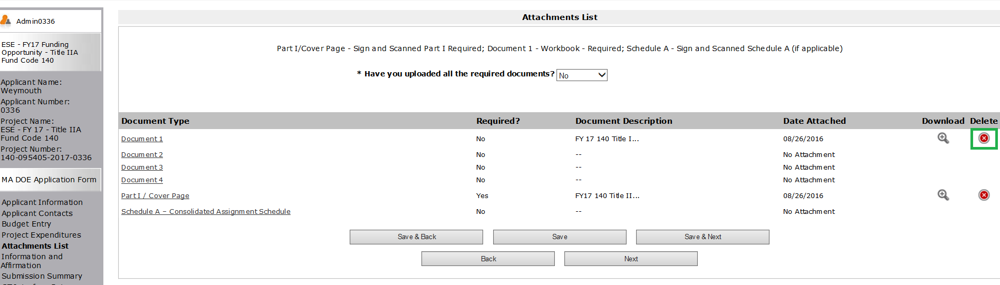 Admin0336
ESE - FY17 Funding
Opportunity - Title IIA
Fund Code 140
Applicant Name:
Weymouth
Applicant Number:
0336
Project Name:
ESE - FY 17 - Title IIA
Fund Code 140
Project Number:
140-095405-2017-0336
MA DOE Application Form
Applicant Information
Applicant Contacts
Budget Entry
Project Expenditures
Attachments List
Information and
Affirmation
Submission Summary
Attachments List
Part I/Cover Page - Sign and Scanned Part I Required; Document 1 - Workbook - Required; Schedule A - Sign and Scanned Schedule A (if applicable)
* Have you uploaded all the required documents? No
Document Type Required? Document Description Date Attached Download Delete
Document 1 No FY 17 140 Title I... 08/26/2016
Document 2 No -- No Attachment
Document 3 No -- No Attachment
Document 4 No -- No Attachment
Part I / Cover Page Yes FY17 140 Title II... 08/26/2016
Schedule A – Consolidated Assignment Schedule No -- No Attachment
Save & Back Save Save & Next
Back Next